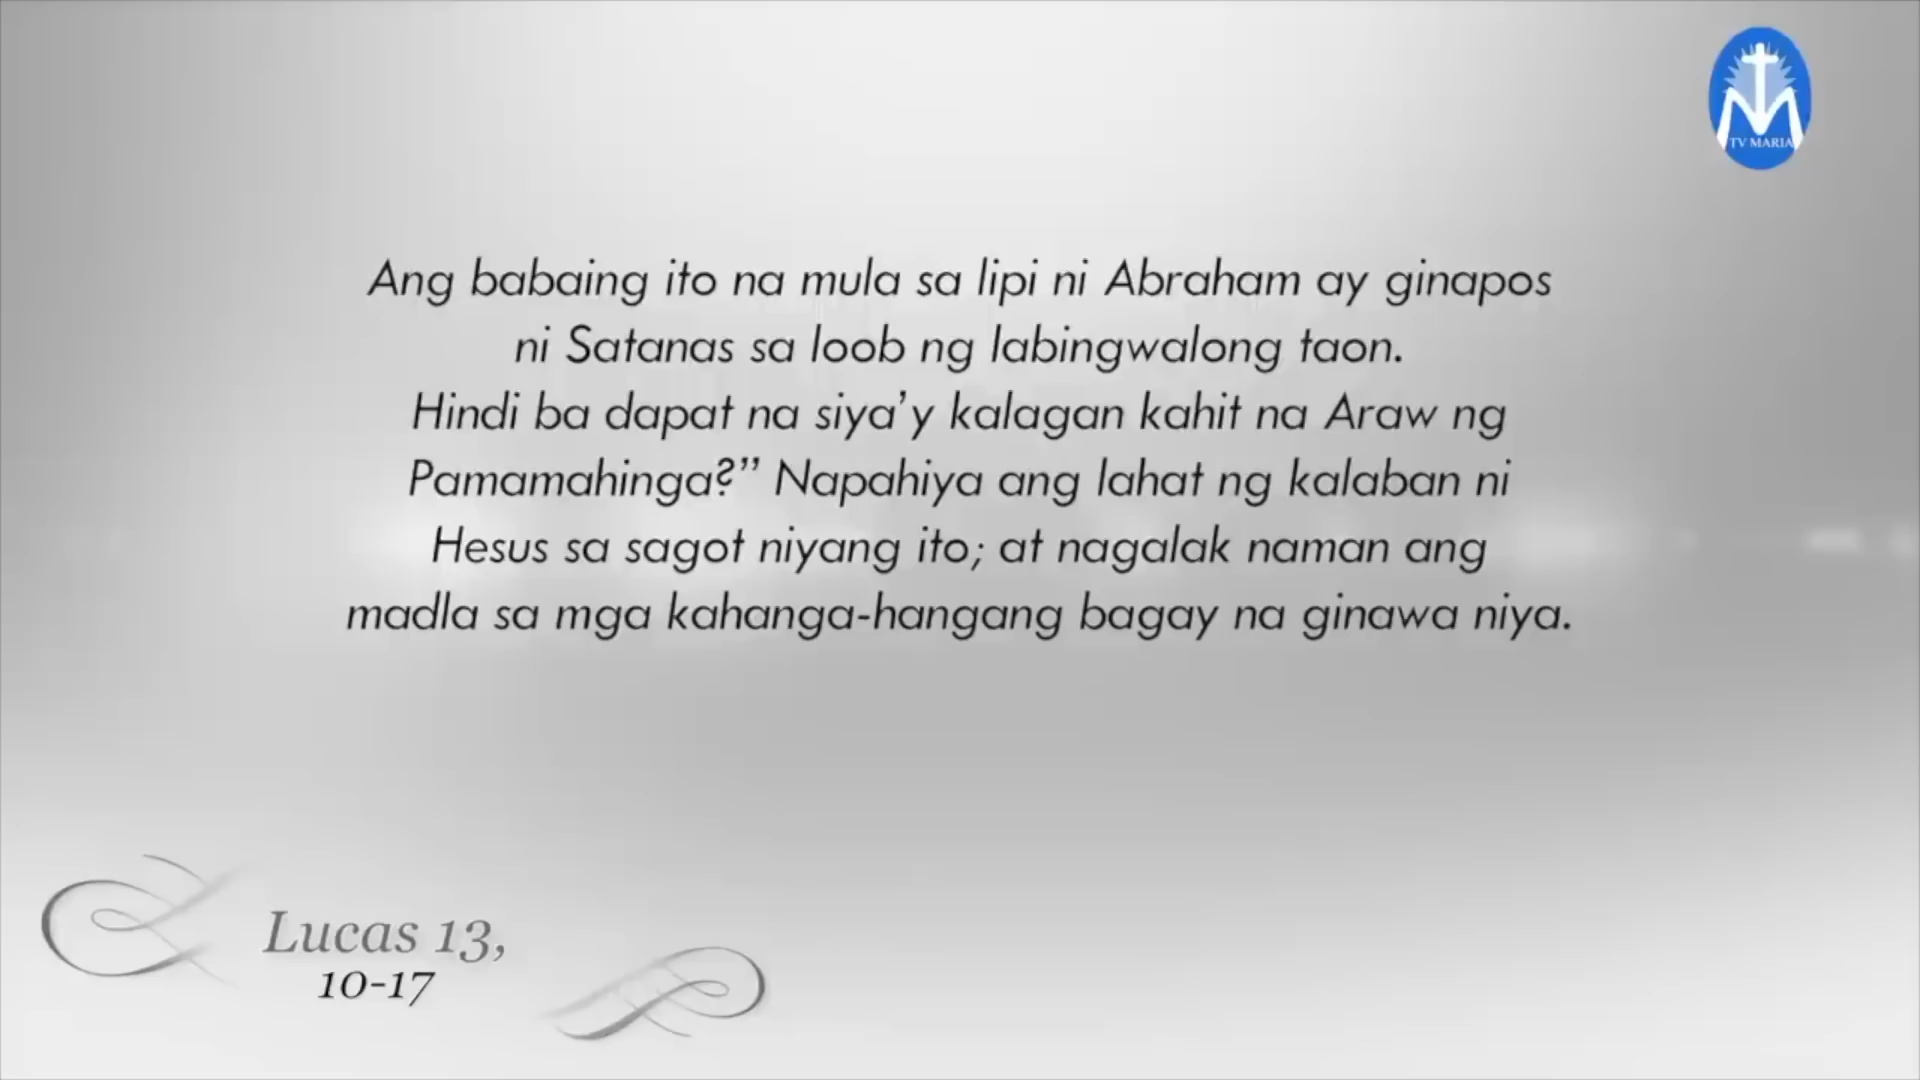 TV MARIA
Ang babaing ito na mula sa lipi ni Abraham ay ginapos
ni Satanas sa loob ng labingwalong taon.
Hindi ba dapat na siya’y kalagan kahit na Araw ng
Pamamahinga?” Napahiya ang lahat ng kalaban ni
Hesus sa sagot niyang ito; at nagalak naman ang
madla sa mga kahanga-hangang bagay na ginawa niya.
Lucas 13,
10-17